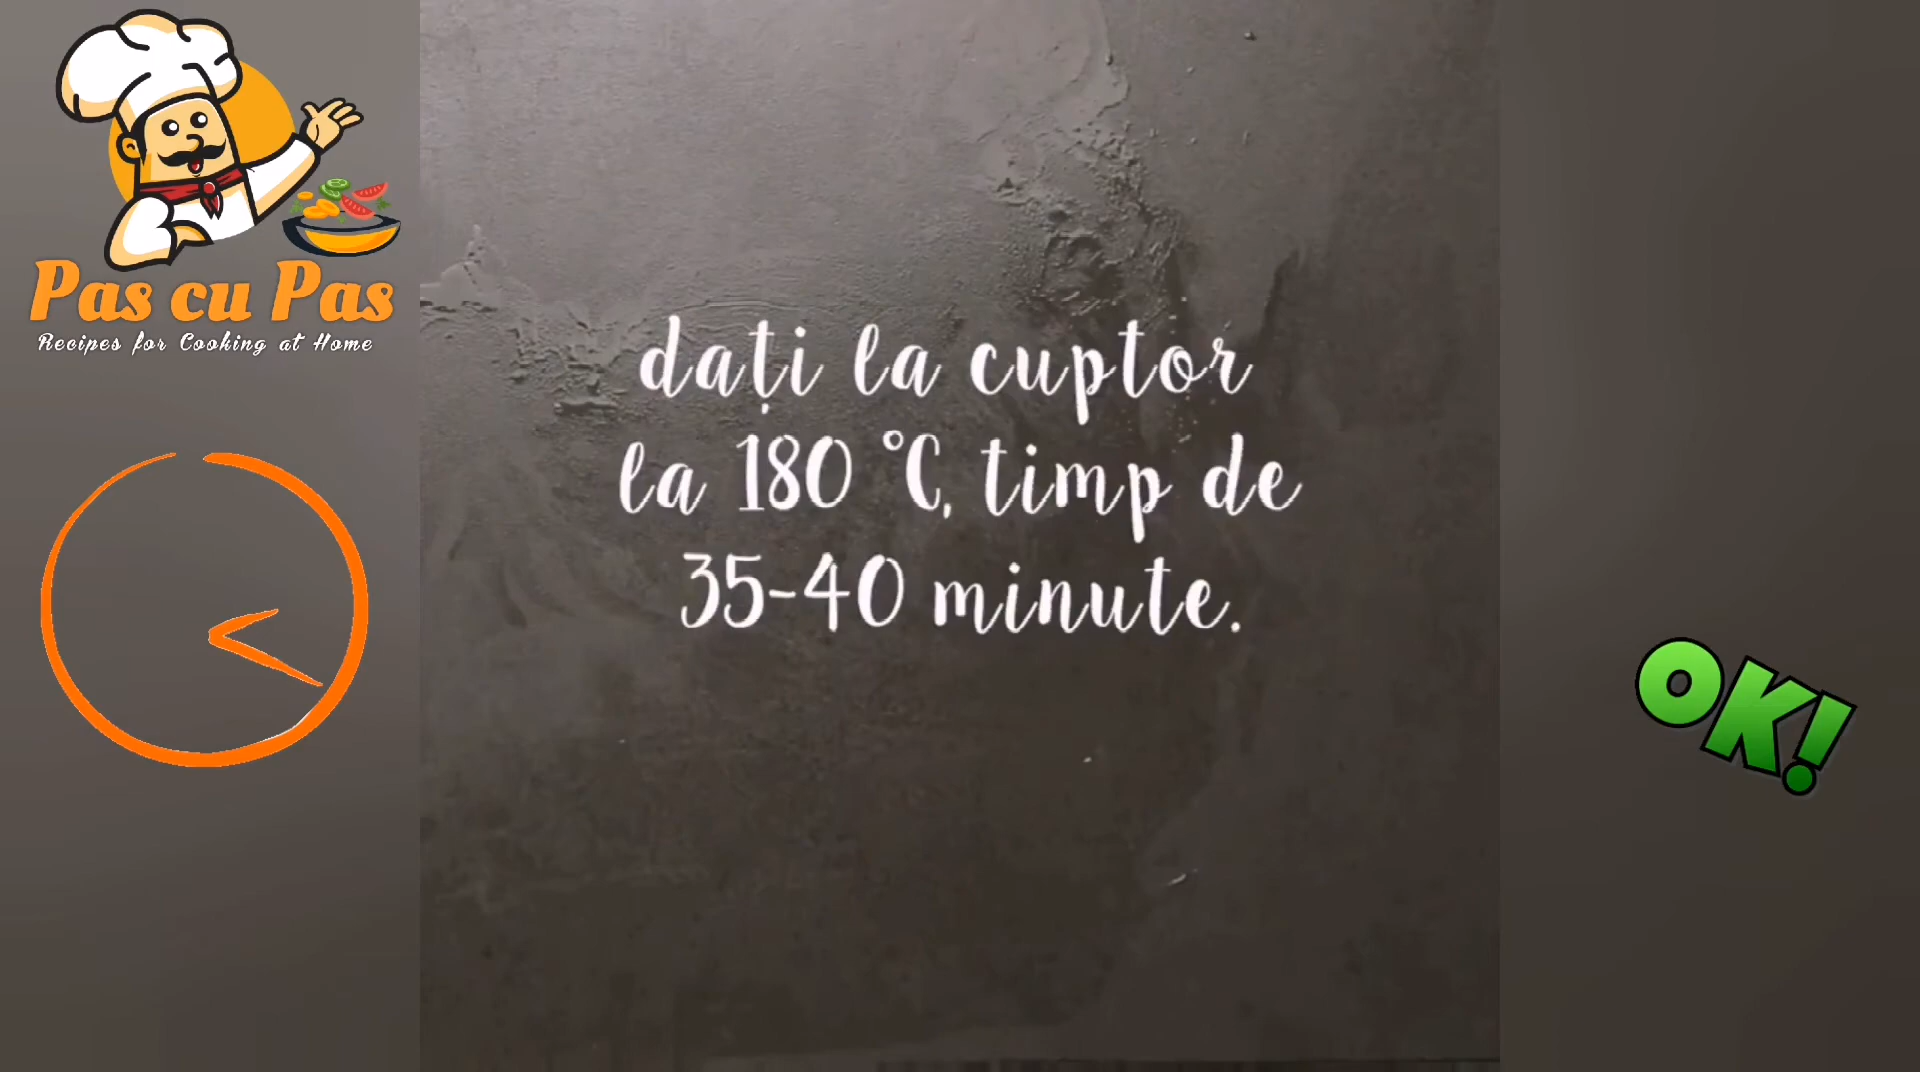 Pas cu Pas
Recipes for Cooking at Home
dați la cuptor
la 180 °C, timp de
35-40 minute.
OK!